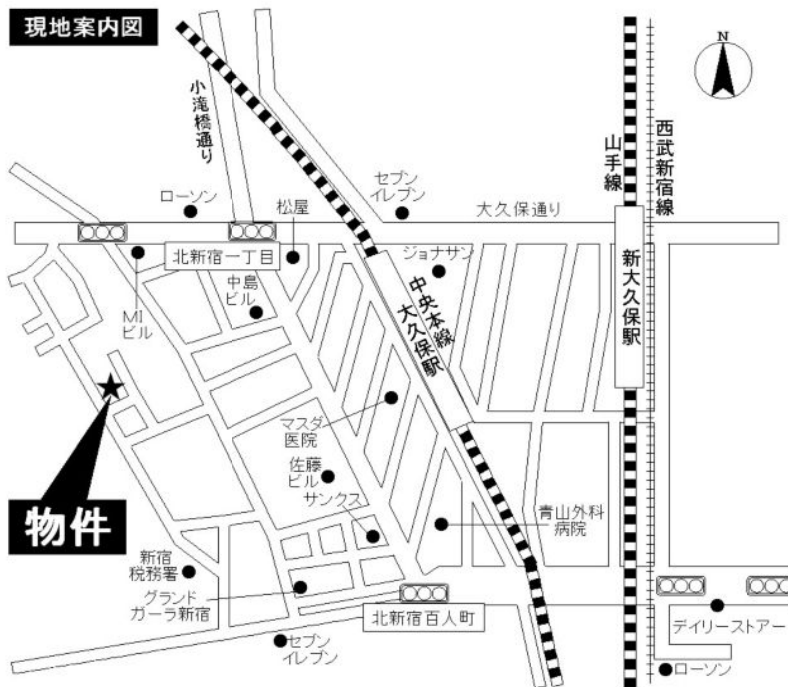 現地案内図
N
小滝橋通り
山手線
西武新宿線
セブン
イレブン
ローソン
松屋
大久保通り
北新宿一丁目
ジョナサン
MI
ビル
中島
ビル
中央本線
大久保駅
新大久保駅
マスダ
医院
佐藤
ビル
サンクス
物件
青山外科
病院
新宿
税務署
グランド
ガーラ新宿
北新宿百人町
デイリーストアー
セブン
イレブン
ローソン